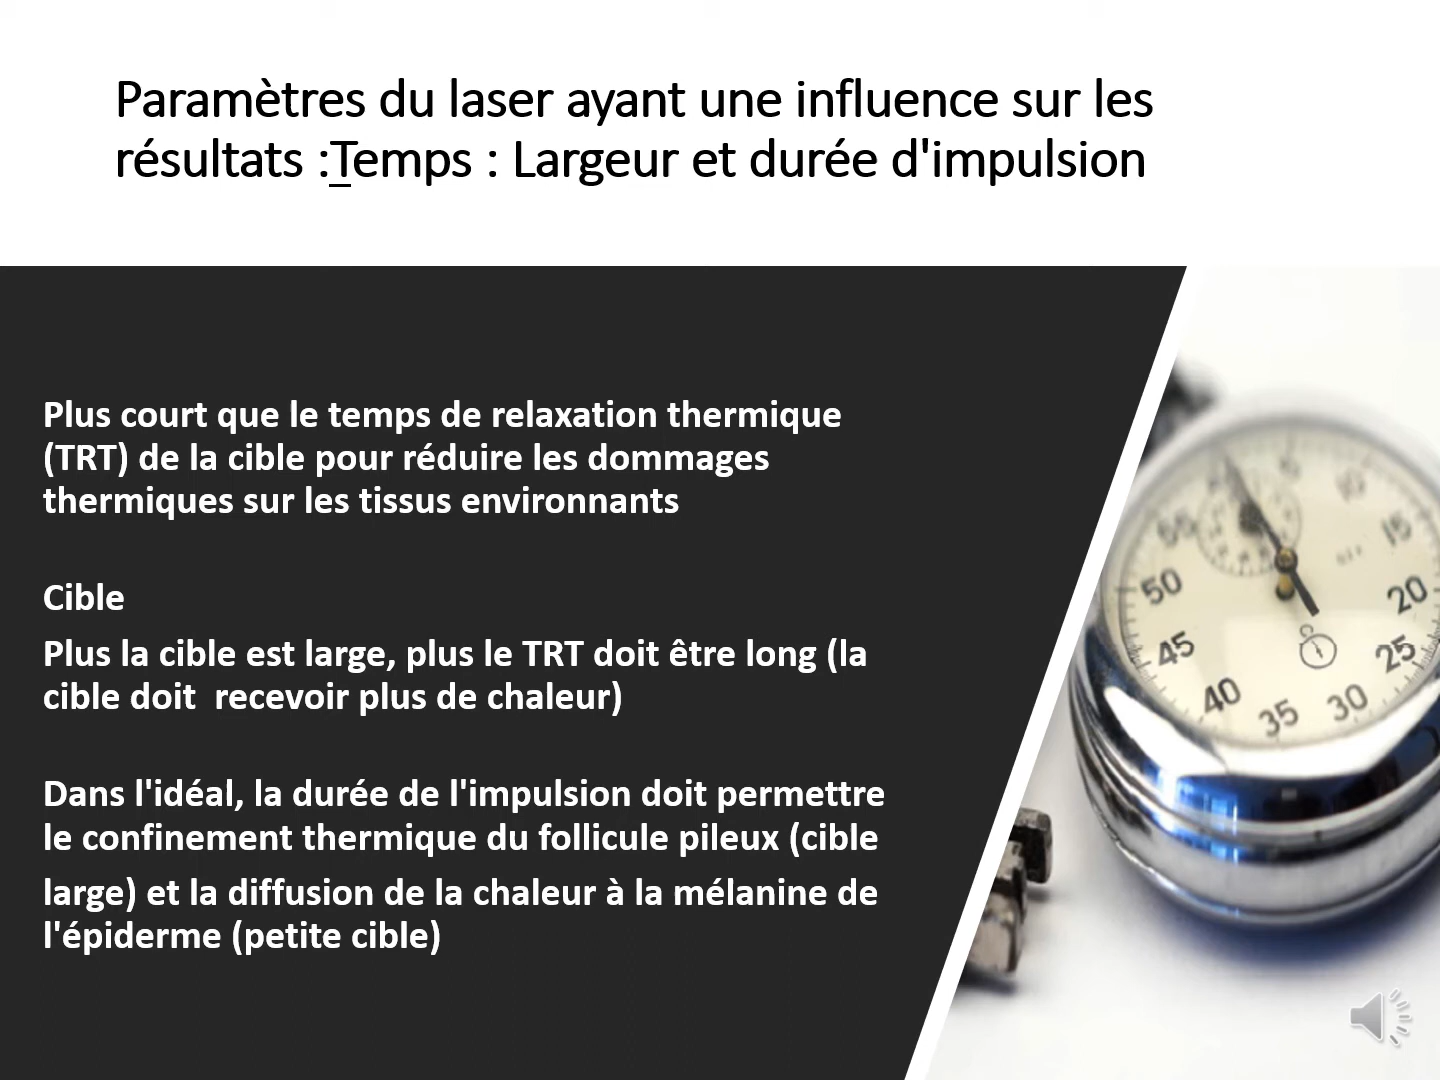 Paramètres du laser ayant une influence sur les
résultats :Temps : Largeur et durée d'impulsion
Plus court que le temps de relaxation thermique
(TRT) de la cible pour réduire les dommages
thermiques sur les tissus environnants
Cible
Plus la cible est large, plus le TRT doit être long (la
cible doit  recevoir plus de chaleur)
Dans l'idéal, la durée de l'impulsion doit permettre
le confinement thermique du follicule pileux (cible
large) et la diffusion de la chaleur à la mélanine de
l'épiderme (petite cible)
55
10
15
50
20
45
25
40
35
30